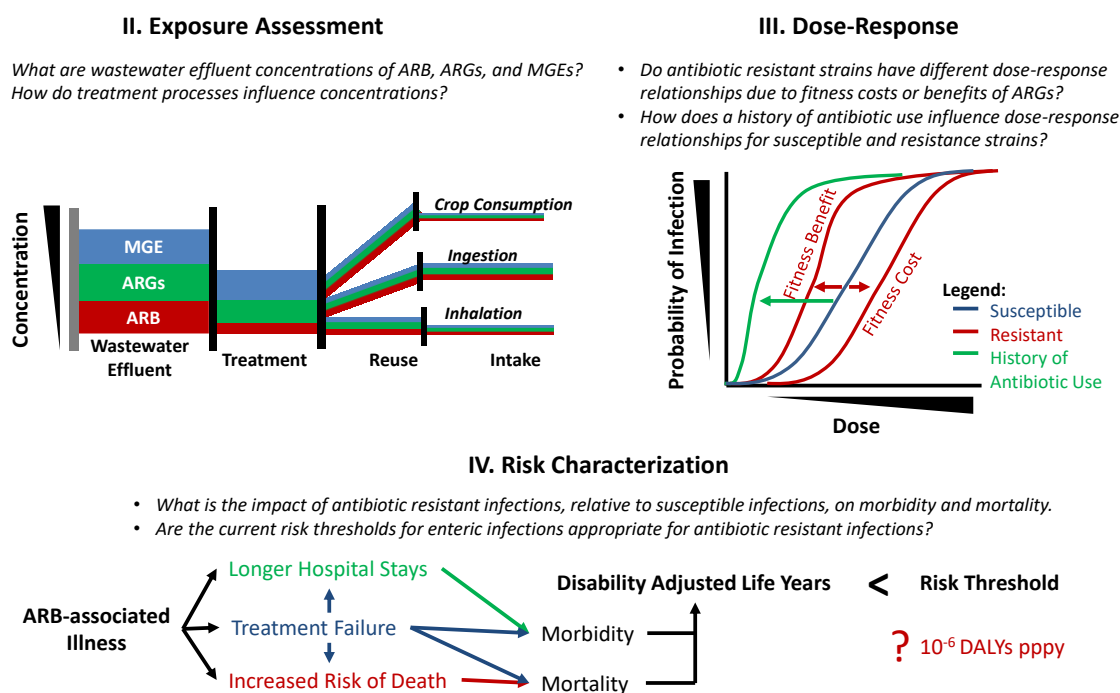 II. Exposure Assessment
What are wastewater effluent concentrations of ARB, ARGs, and MGEs?
How do treatment processes influence concentrations?
Concentration
MGE
ARGs
ARB
Wastewater
Effluent
Treatment
Reuse
Intake
Crop Consumption
Ingestion
Inhalation
III. Dose-Response
• Do antibiotic resistant strains have different dose-response
relationships due to fitness costs or benefits of ARGs?
• How does a history of antibiotic use influence dose-response
relationships for susceptible and resistance strains?
Probability of Infection
Fitness Benefit
Fitness Cost
Legend:
Susceptible
Resistant
History of
Antibiotic Use
Dose
IV. Risk Characterization
• What is the impact of antibiotic resistant infections, relative to susceptible infections, on morbidity and mortality.
• Are the current risk thresholds for enteric infections appropriate for antibiotic resistant infections?
ARB-associated
Illness
Longer Hospital Stays
Treatment Failure
Increased Risk of Death
Morbidity
Mortality
Disability Adjusted Life Years < Risk Threshold
? 10⁻⁶ DALYs pppy